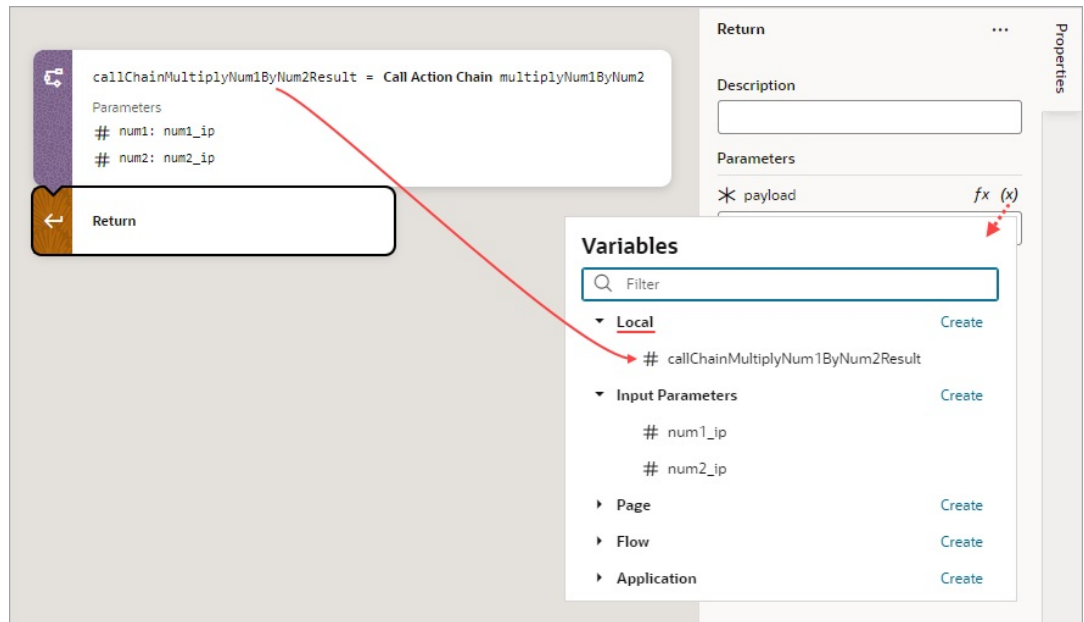 callChainMultiplyNum1ByNum2Result = Call Action Chain multiplyNum1ByNum2
Parameters
# num1: num1_ip
# num2: num2_ip
Return
Return ...
Properties
Description
Parameters
payload fx (x)
Variables
Filter
Local Create
# callChainMultiplyNum1ByNum2Result
Input Parameters Create
# num1_ip
# num2_ip
Page Create
Flow Create
Application Create